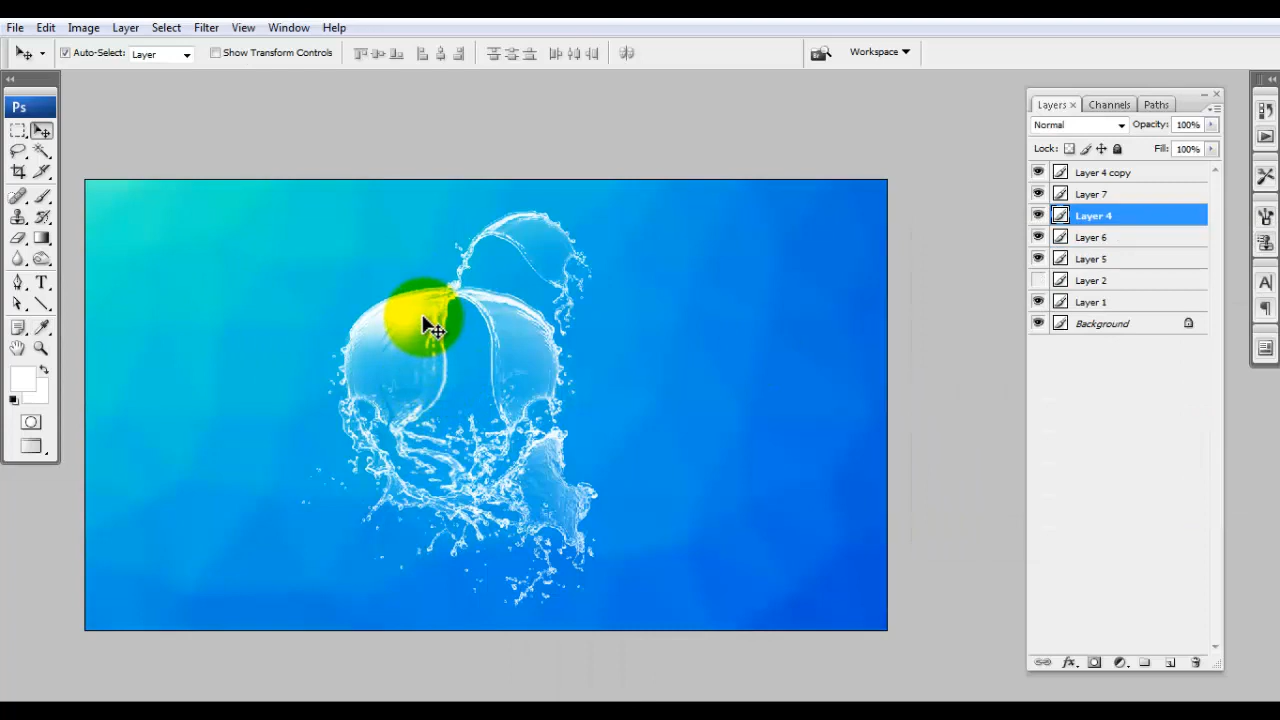 File Edit Image Layer Select Filter View Window Help
Auto-Select: Layer Show Transform Controls Workspace
Ps
Layers × Channels Paths
Normal Opacity: 100%
Lock: Fill: 100%
Layer 4 copy
Layer 7
Layer 4
Layer 6
Layer 5
Layer 2
Layer 1
Background